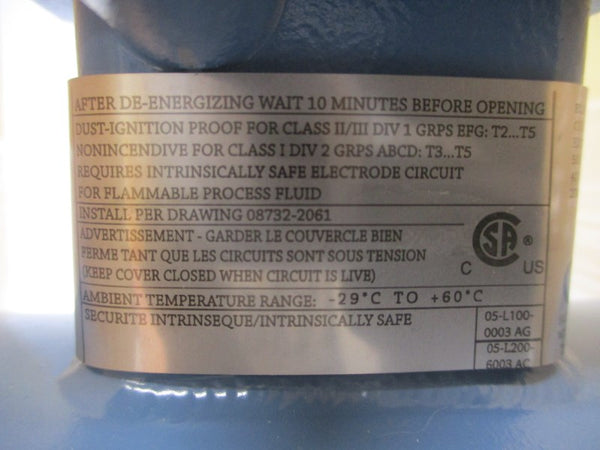 AFTER DE-ENERGIZING WAIT 10 MINUTES BEFORE OPENING
DUST-IGNITION PROOF FOR CLASS II/III DIV 1 GRPS EFG: T2...T5
NONINCENDIVE FOR CLASS I DIV 2 GRPS ABCD: T3...T5
REQUIRES INTRINSICALLY SAFE ELECTRODE CIRCUIT
FOR FLAMMABLE PROCESS FLUID
INSTALL PER DRAWING 08732-2061
ADVERTISSEMENT - GARDER LE COUVERCLE BIEN
FERME TANT QUE LES CIRCUITS SONT SOUS TENSION
(KEEP COVER CLOSED WHEN CIRCUIT IS LIVE)
SA ®
C US
AMBIENT TEMPERATURE RANGE: -29°C TO +60°C
SECURITE INTRINSEQUE/INTRINSICALLY SAFE
05-L100-
0003 AG
05-L200-
6003 AC